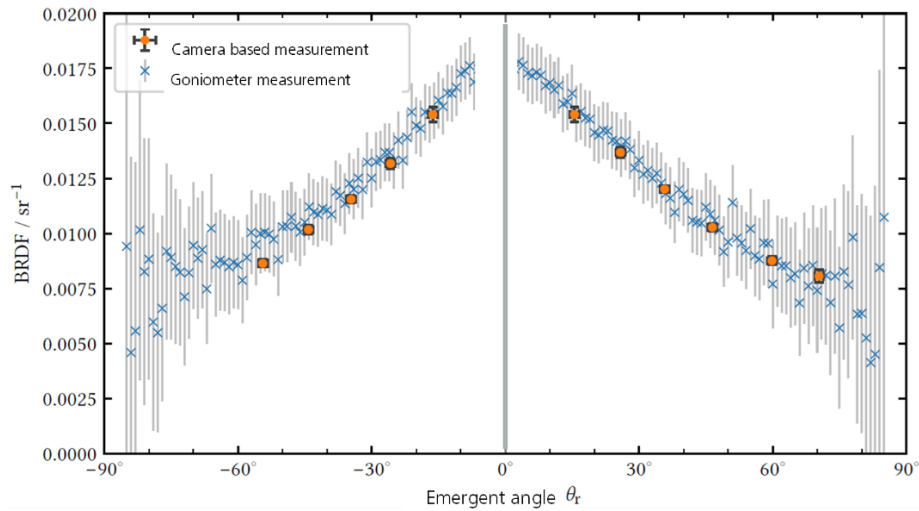 0.0200
0.0175
0.0150
0.0125
0.0100
0.0075
0.0050
0.0025
0.0000
BRDF / sr⁻¹
Camera based measurement
Goniometer measurement
−90° −60° −30° 0° 30° 60° 90°
Emergent angle θr